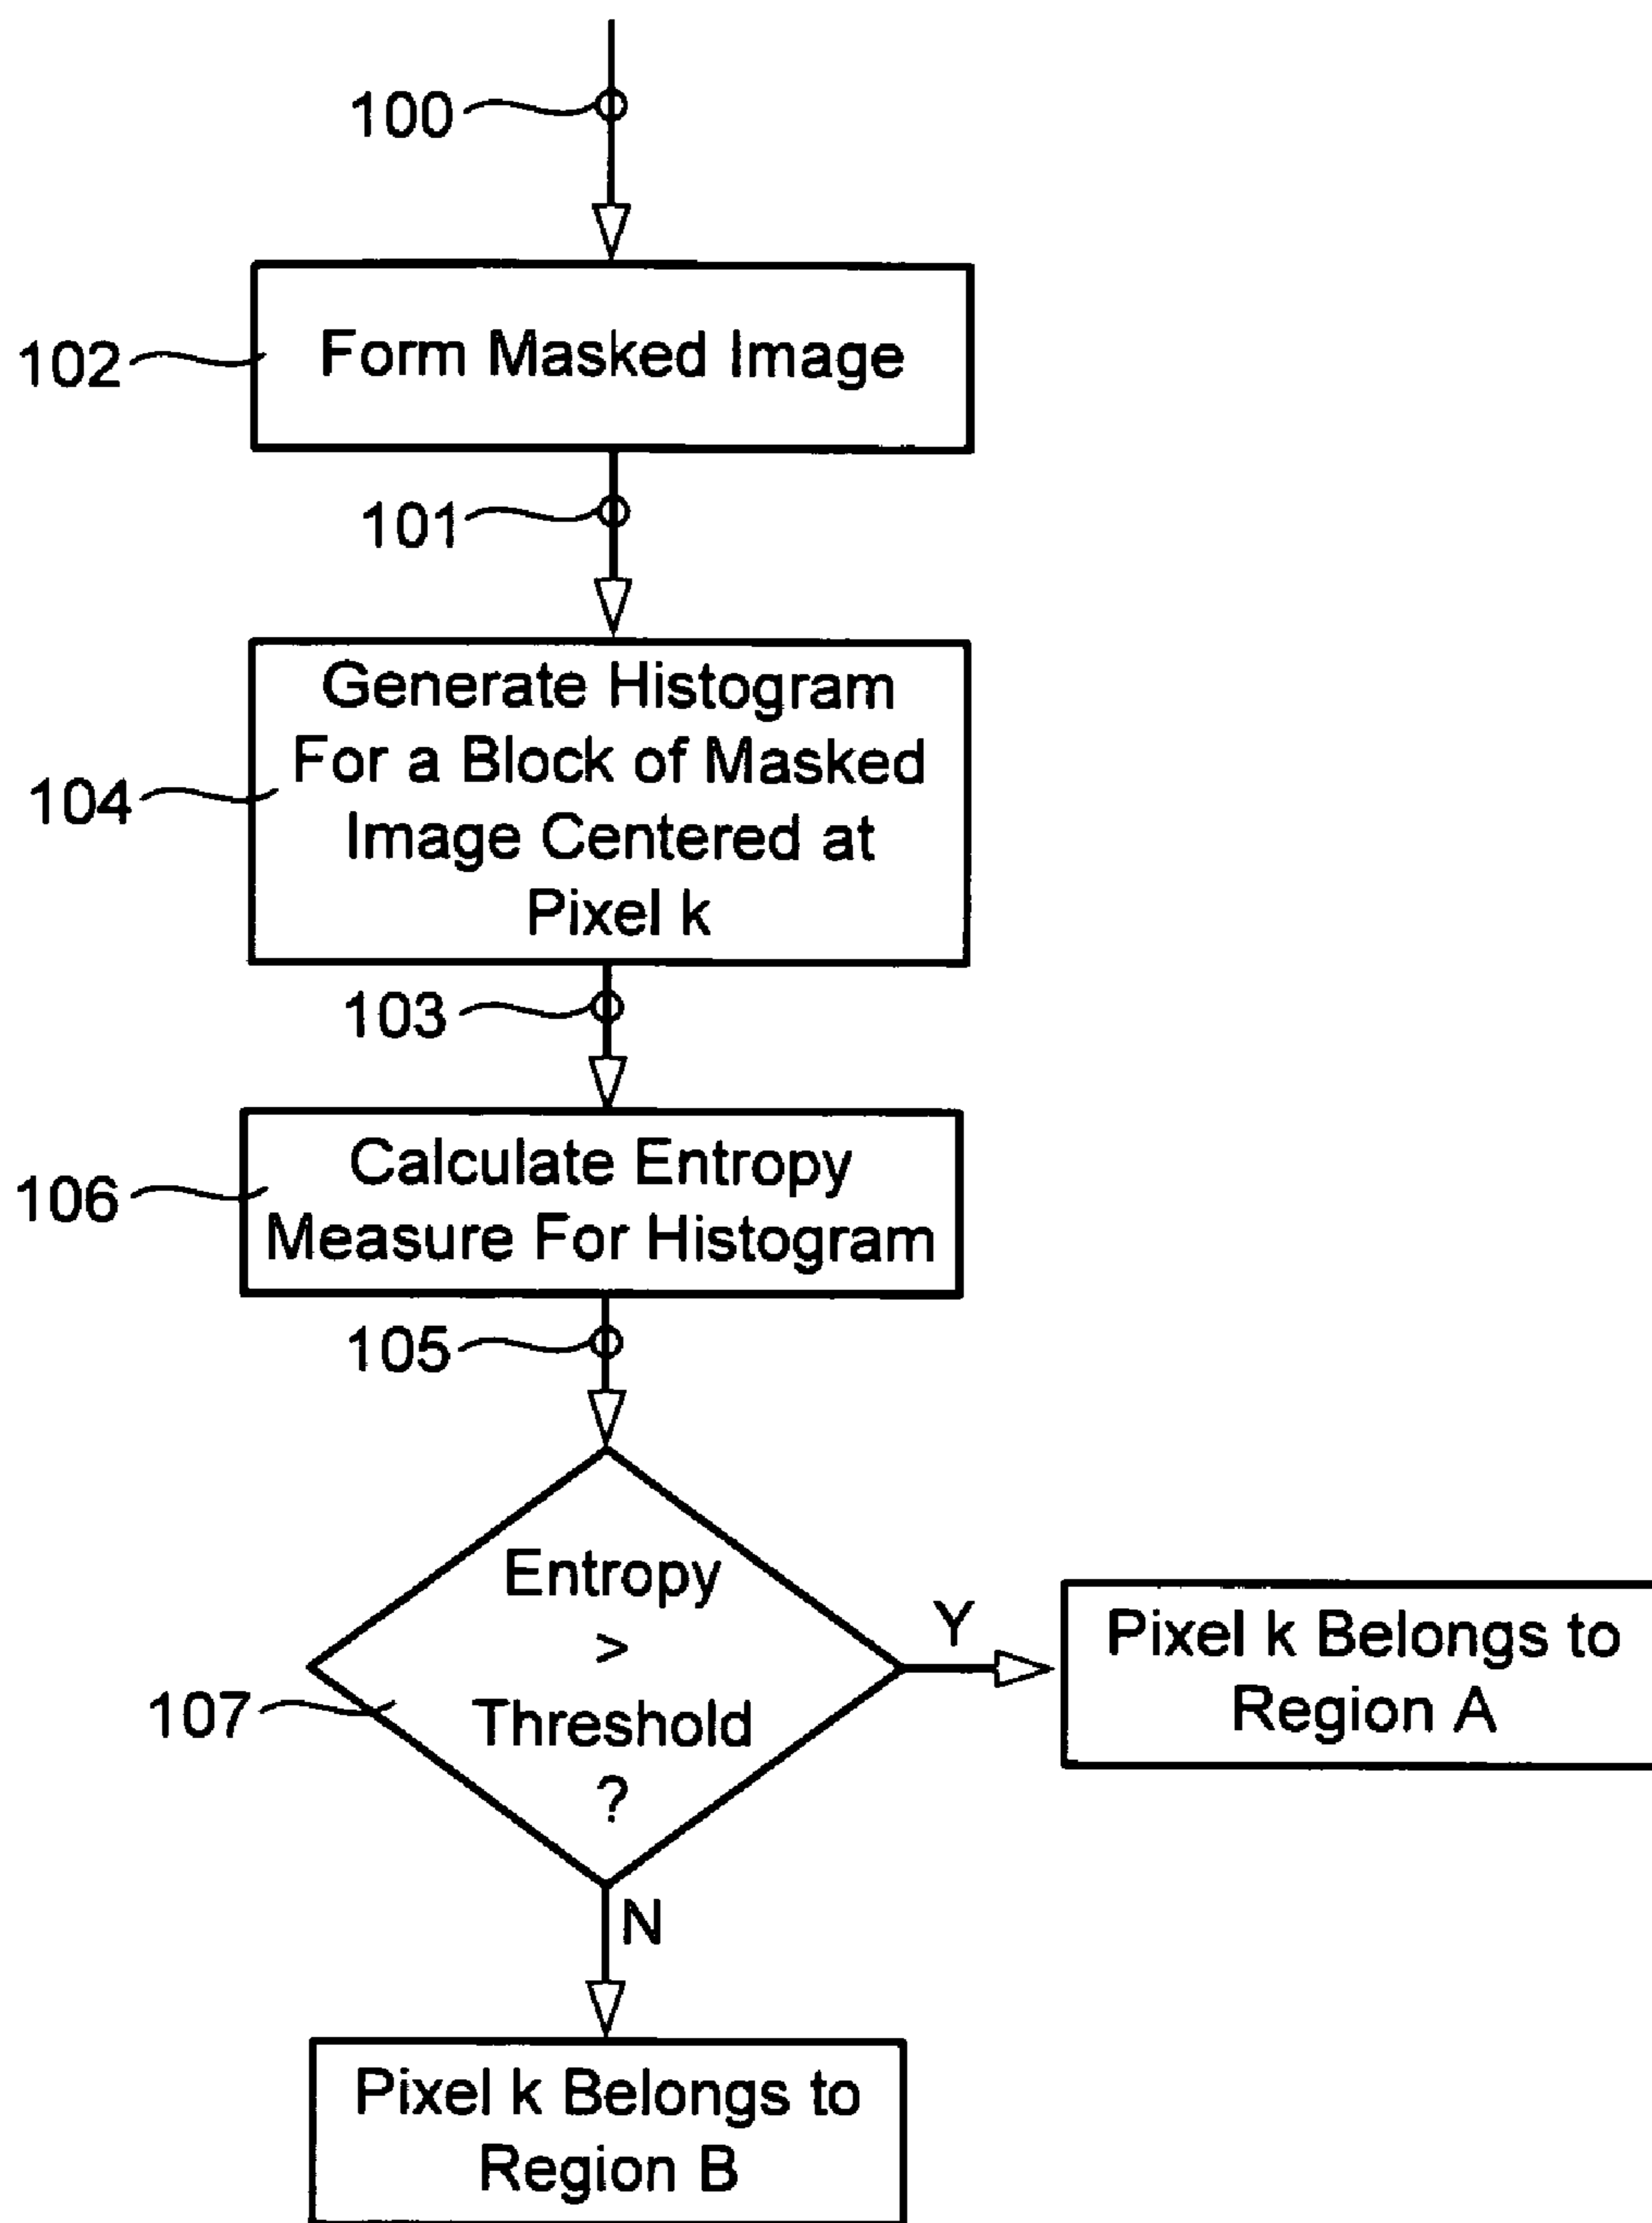 100
102
Form Masked Image
101
104
Generate Histogram
For a Block of Masked
Image Centered at
Pixel k
103
106
Calculate Entropy
Measure For Histogram
105
107
Entropy
>
Threshold
?
Y
Pixel k Belongs to
Region A
N
Pixel k Belongs to
Region B